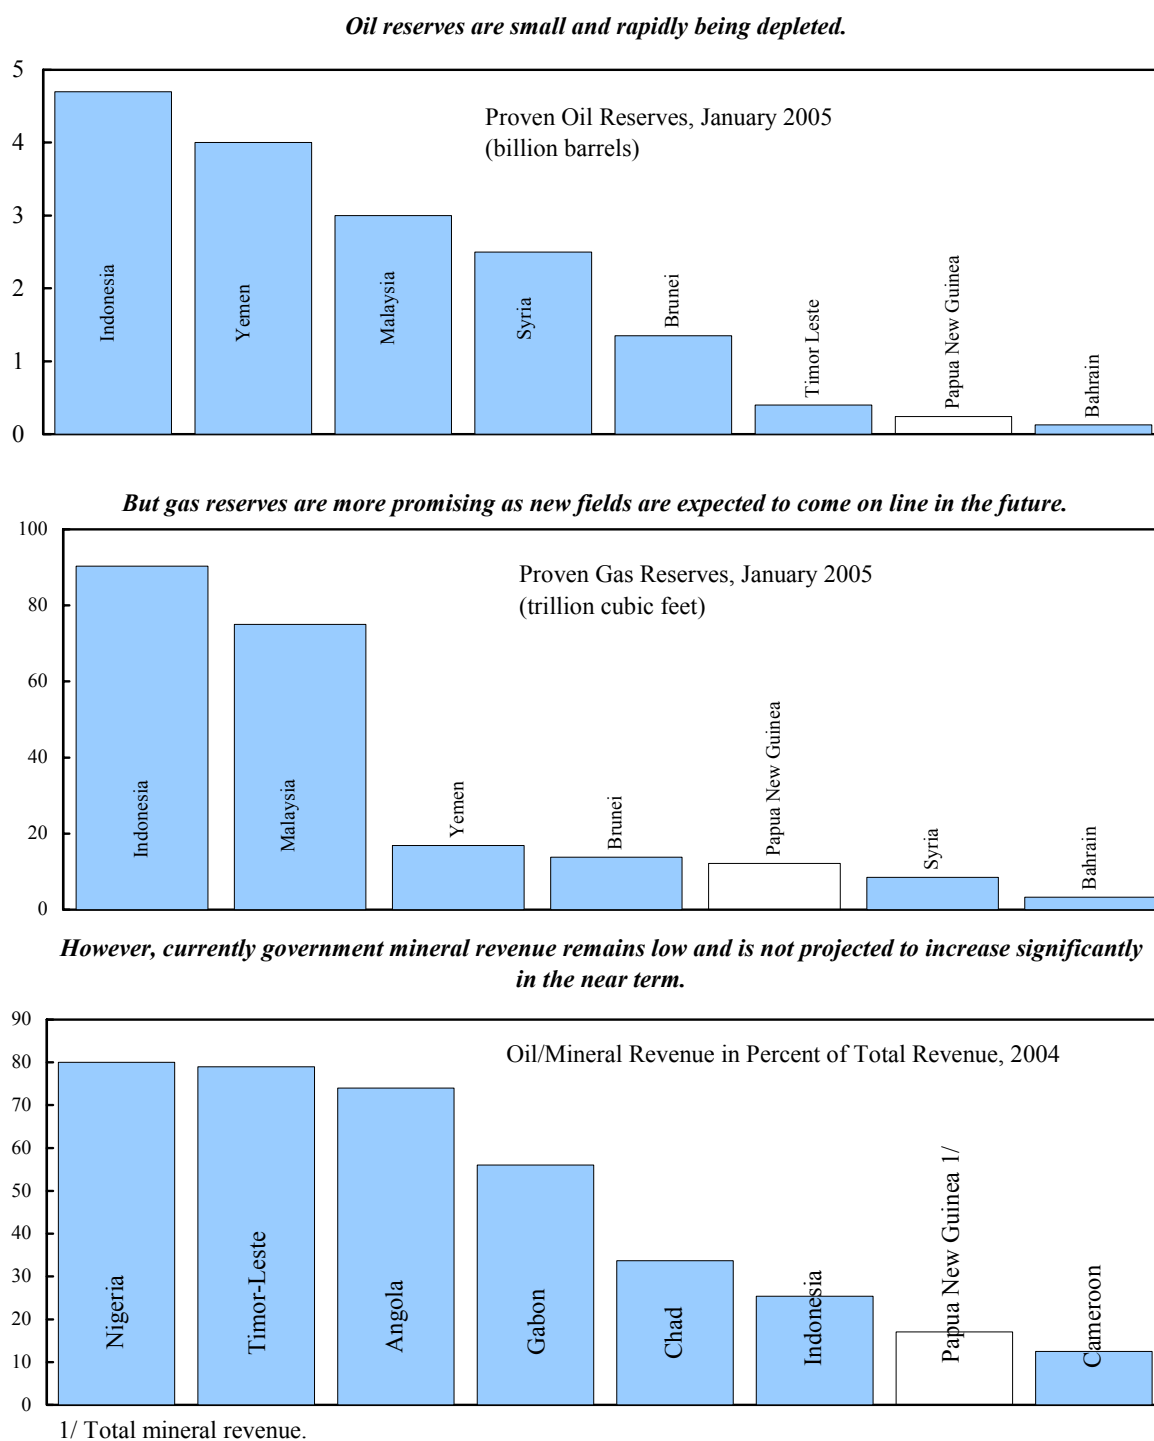 Oil reserves are small and rapidly being depleted.
5
4
3
2
1
0
Proven Oil Reserves, January 2005
(billion barrels)
Indonesia
Yemen
Malaysia
Syria
Brunei
Timor Leste
Papua New Guinea
Bahrain
But gas reserves are more promising as new fields are expected to come on line in the future.
100
80
60
40
20
0
Proven Gas Reserves, January 2005
(trillion cubic feet)
Indonesia
Malaysia
Yemen
Brunei
Papua New Guinea
Syria
Bahrain
However, currently government mineral revenue remains low and is not projected to increase significantly
in the near term.
90
80
70
60
50
40
30
20
10
0
Oil/Mineral Revenue in Percent of Total Revenue, 2004
Nigeria
Timor-Leste
Angola
Gabon
Chad
Indonesia
Papua New Guinea 1/
Cameroon
1/ Total mineral revenue.